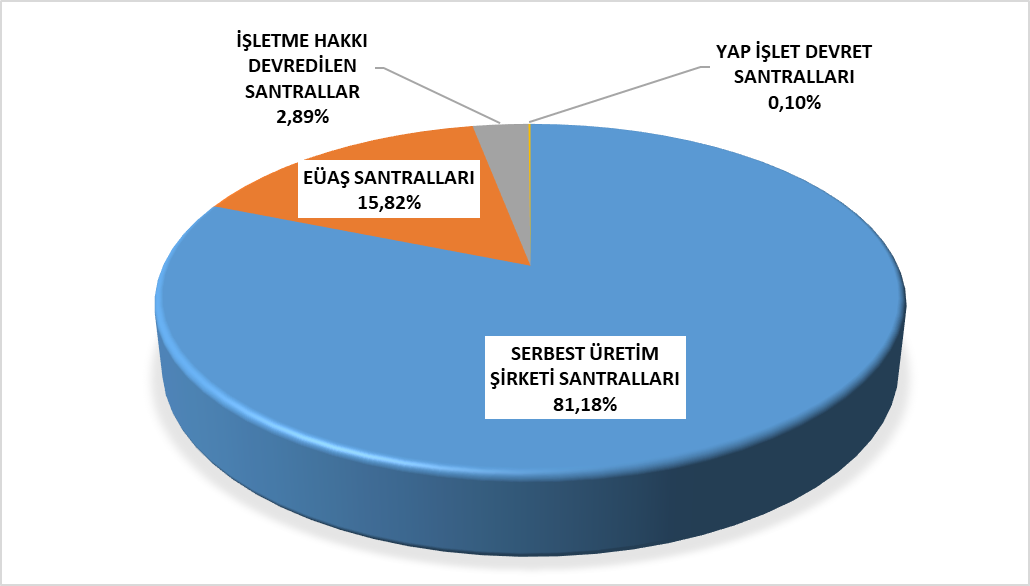 İŞLETME HAKKI
DEVREDİLEN
SANTRALLAR
2,89%
YAP İŞLET DEVRET
SANTRALLARI
0,10%
EÜAŞ SANTRALLARI
15,82%
SERBEST ÜRETİM
ŞİRKETİ SANTRALLARI
81,18%